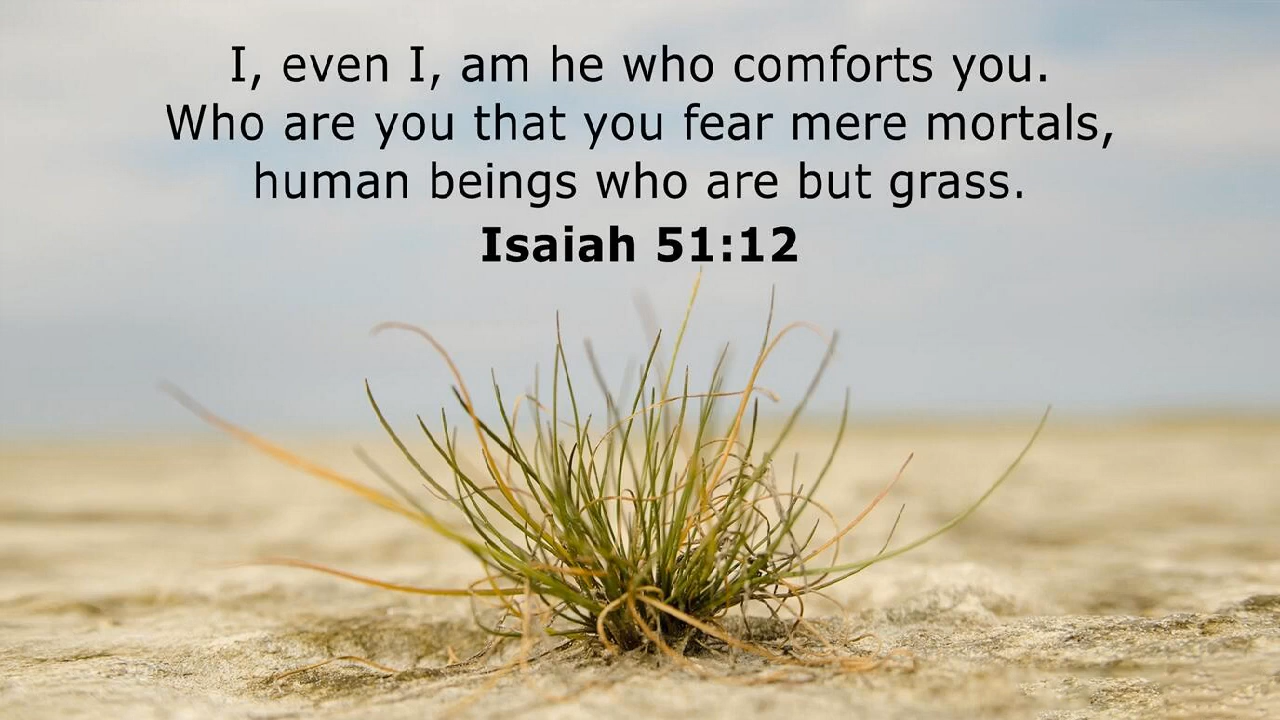 I, even I, am he who comforts you.
Who are you that you fear mere mortals,
human beings who are but grass.
Isaiah 51:12